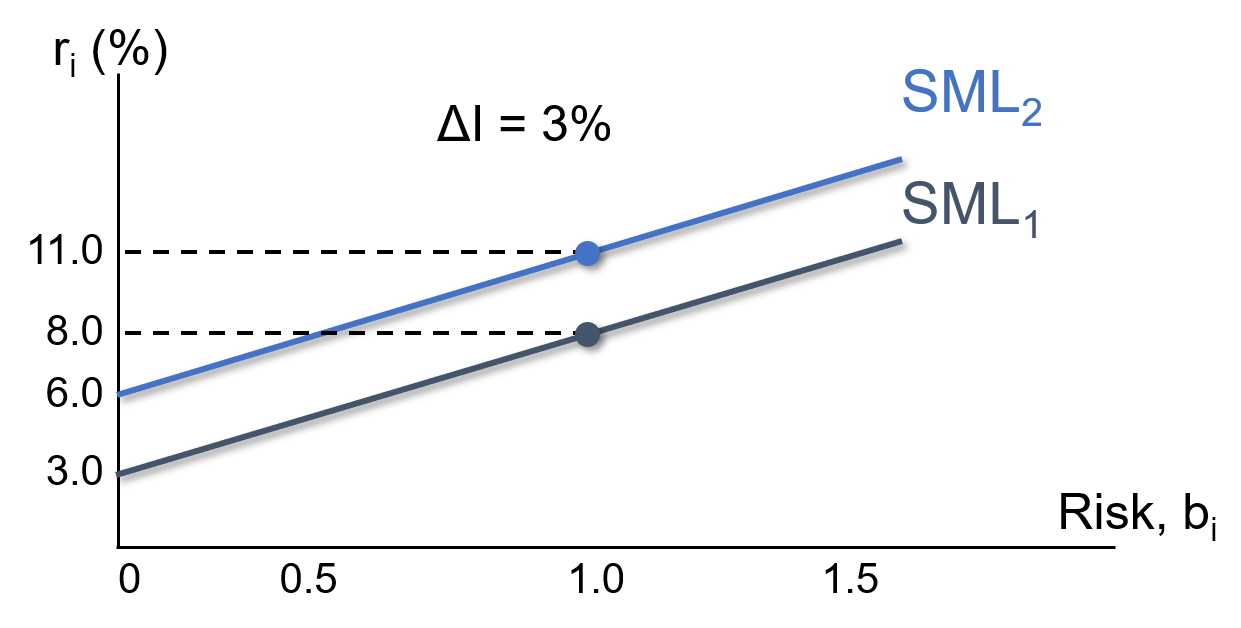 rᵢ (%)
SML₂
ΔI = 3%
SML₁
11.0
8.0
6.0
3.0
Risk, bᵢ
0 0.5 1.0 1.5